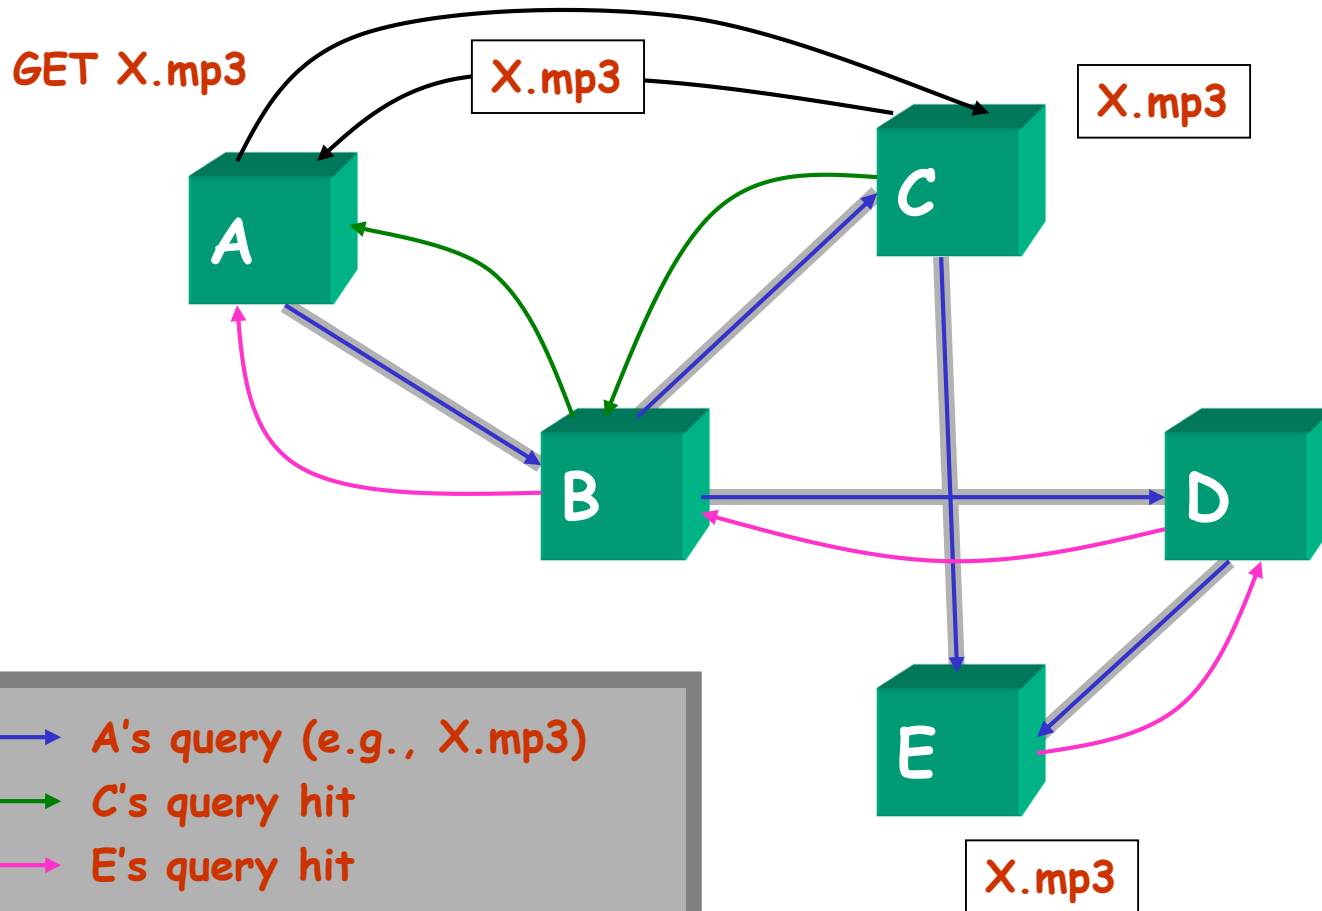 GET X.mp3
X.mp3
X.mp3
A
C
B
D
E
A's query (e.g., X.mp3)
C's query hit
E's query hit
X.mp3